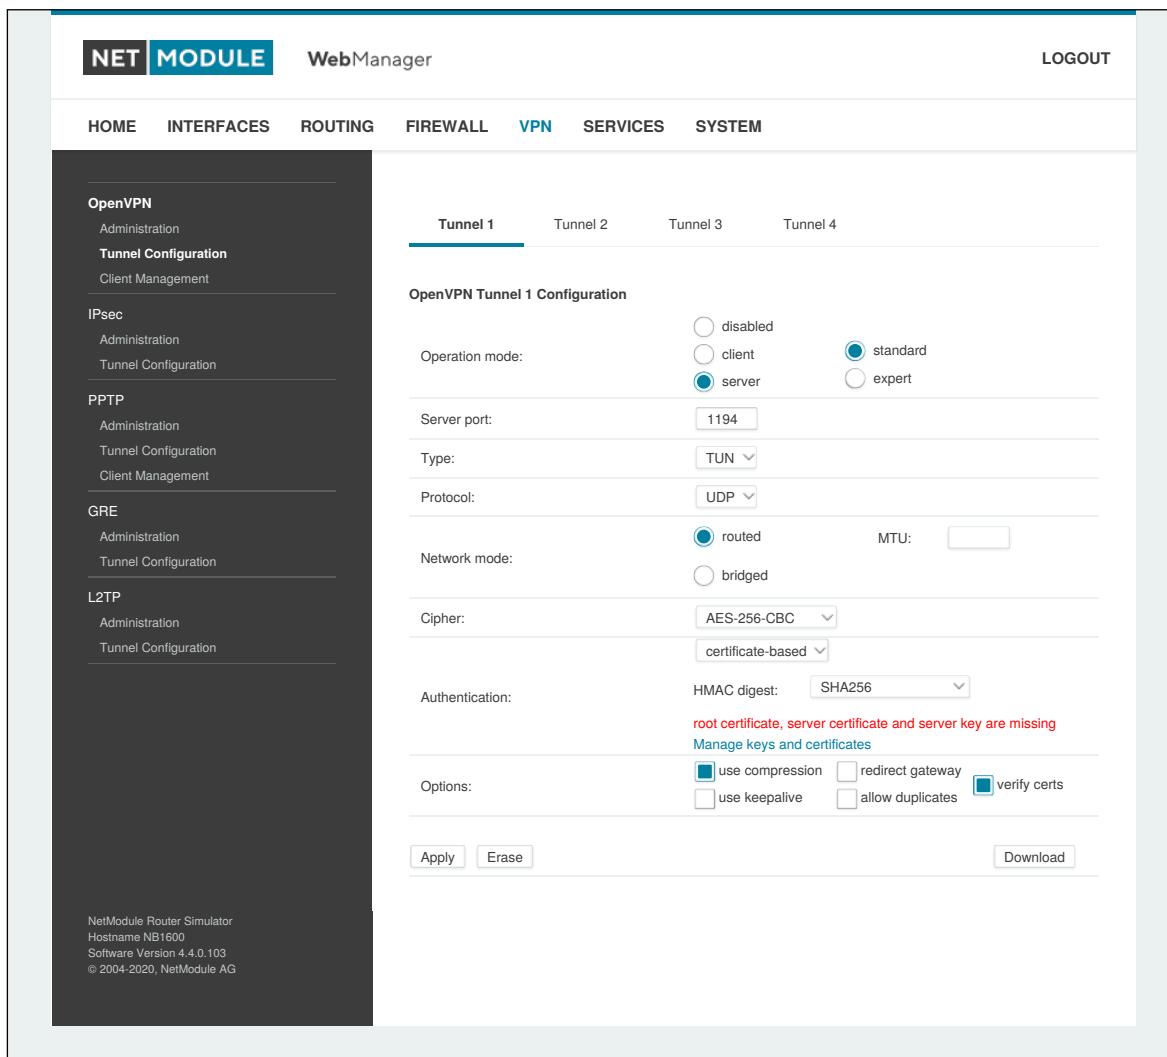 NET MODULE WebManager LOGOUT
HOME INTERFACES ROUTING FIREWALL VPN SERVICES SYSTEM
OpenVPN
Administration
Tunnel Configuration
Client Management
IPsec
Administration
Tunnel Configuration
PPTP
Administration
Tunnel Configuration
Client Management
GRE
Administration
Tunnel Configuration
L2TP
Administration
Tunnel Configuration
NetModule Router Simulator
Hostname NB1600
Software Version 4.4.0.103
© 2004-2020, NetModule AG
Tunnel 1 Tunnel 2 Tunnel 3 Tunnel 4
OpenVPN Tunnel 1 Configuration
Operation mode:
disabled
client
server
standard
expert
Server port: 1194
Type: TUN
Protocol: UDP
Network mode:
routed
bridged
MTU:
Cipher: AES-256-CBC
Authentication:
certificate-based
HMAC digest: SHA256
root certificate, server certificate and server key are missing
Manage keys and certificates
Options:
use compression redirect gateway
use keepalive allow duplicates
verify certs
Apply Erase Download